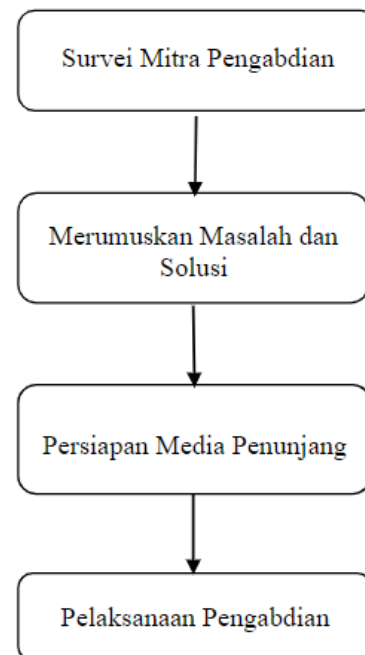 Survei Mitra Pengabdian
Merumuskan Masalah dan
Solusi
Persiapan Media Penunjang
Pelaksanaan Pengabdian